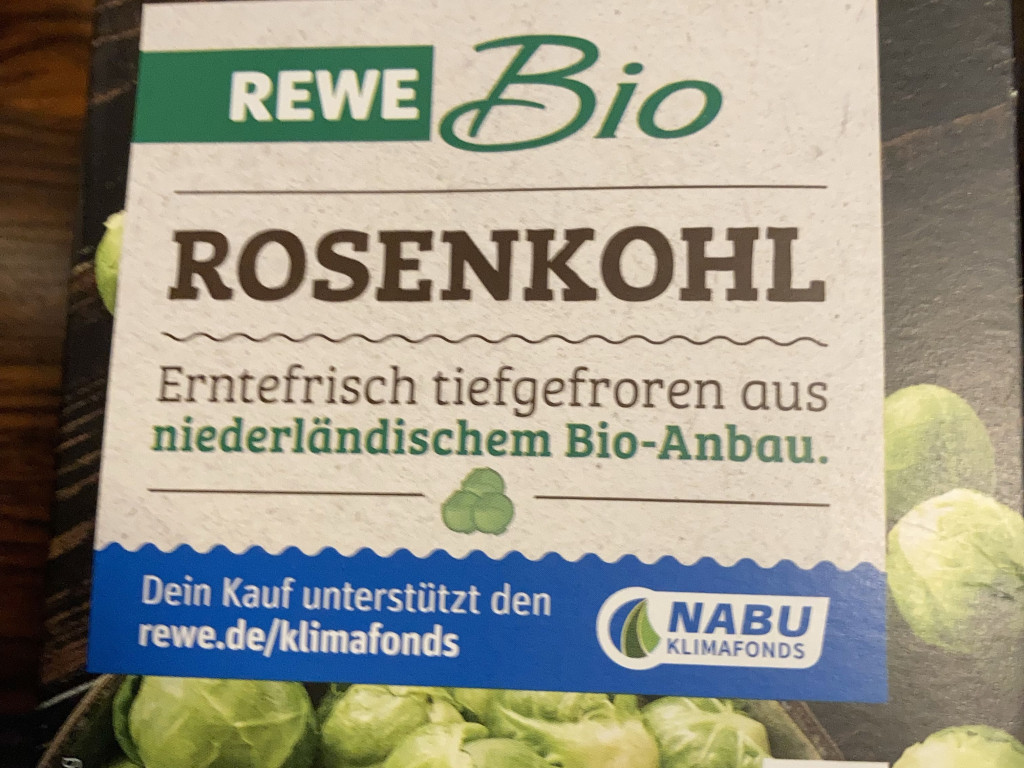 REWE Bio
ROSENKOHL
Erntefrisch tiefgefroren aus
niederländischem Bio-Anbau.
Dein Kauf unterstützt den
rewe.de/klimafonds
NABU
KLIMAFONDS